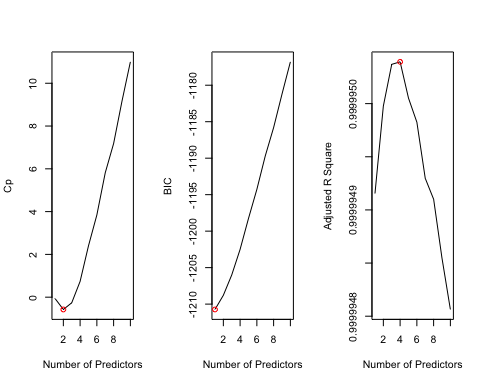 Cp
0
2
4
6
8
10
2 4 6 8
Number of Predictors
BIC
-1210
-1205
-1200
-1195
-1190
-1185
-1180
2 4 6 8
Number of Predictors
Adjusted R Square
0.9999948
0.9999949
0.9999950
2 4 6 8
Number of Predictors